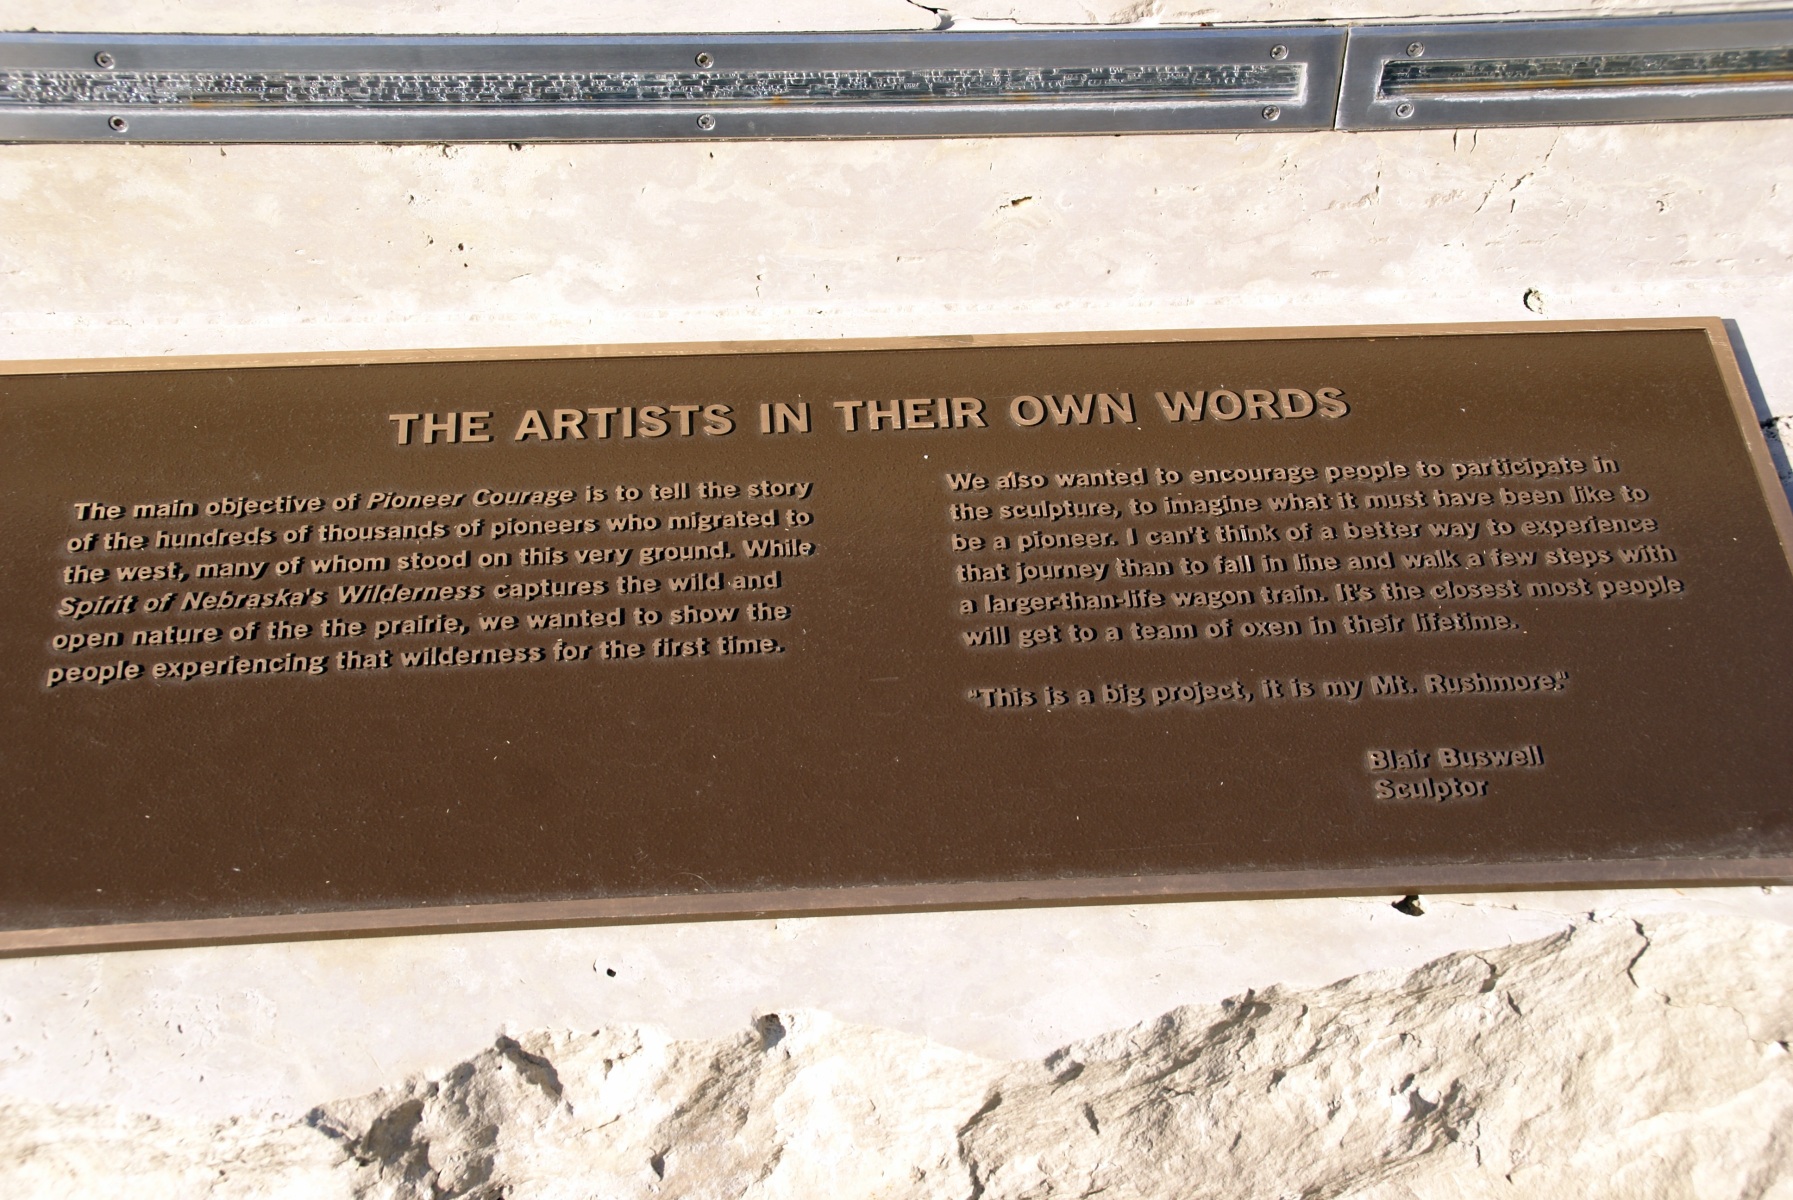 THE ARTISTS IN THEIR OWN WORDS
The main objective of Pioneer Courage is to tell the story
of the hundreds of thousands of pioneers who migrated to
the west, many of whom stood on this very ground. While
Spirit of Nebraska's Wilderness captures the wild and
open nature of the the prairie, we wanted to show the
people experiencing that wilderness for the first time.
We also wanted to encourage people to participate in
the sculpture, to imagine what it must have been like to
be a pioneer. I can't think of a better way to experience
that journey than to fall in line and walk a few steps with
a larger-than-life wagon train. It's the closest most people
will get to a team of oxen in their lifetime.
"This is a big project, it is my Mt. Rushmore."
Blair Buswell
Sculptor